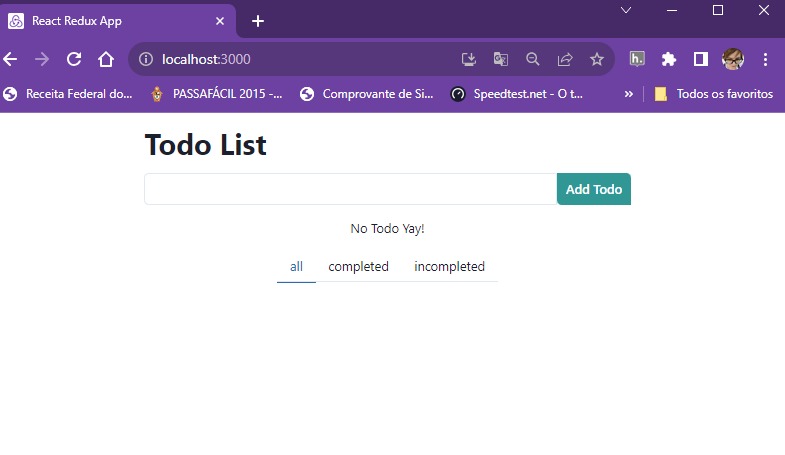 React Redux App
localhost:3000
h.
Receita Federal do... PASSAFÁCIL 2015 -... Comprovante de Si... Speedtest.net - O t... » Todos os favoritos
Todo List
Add Todo
No Todo Yay!
all completed incompleted